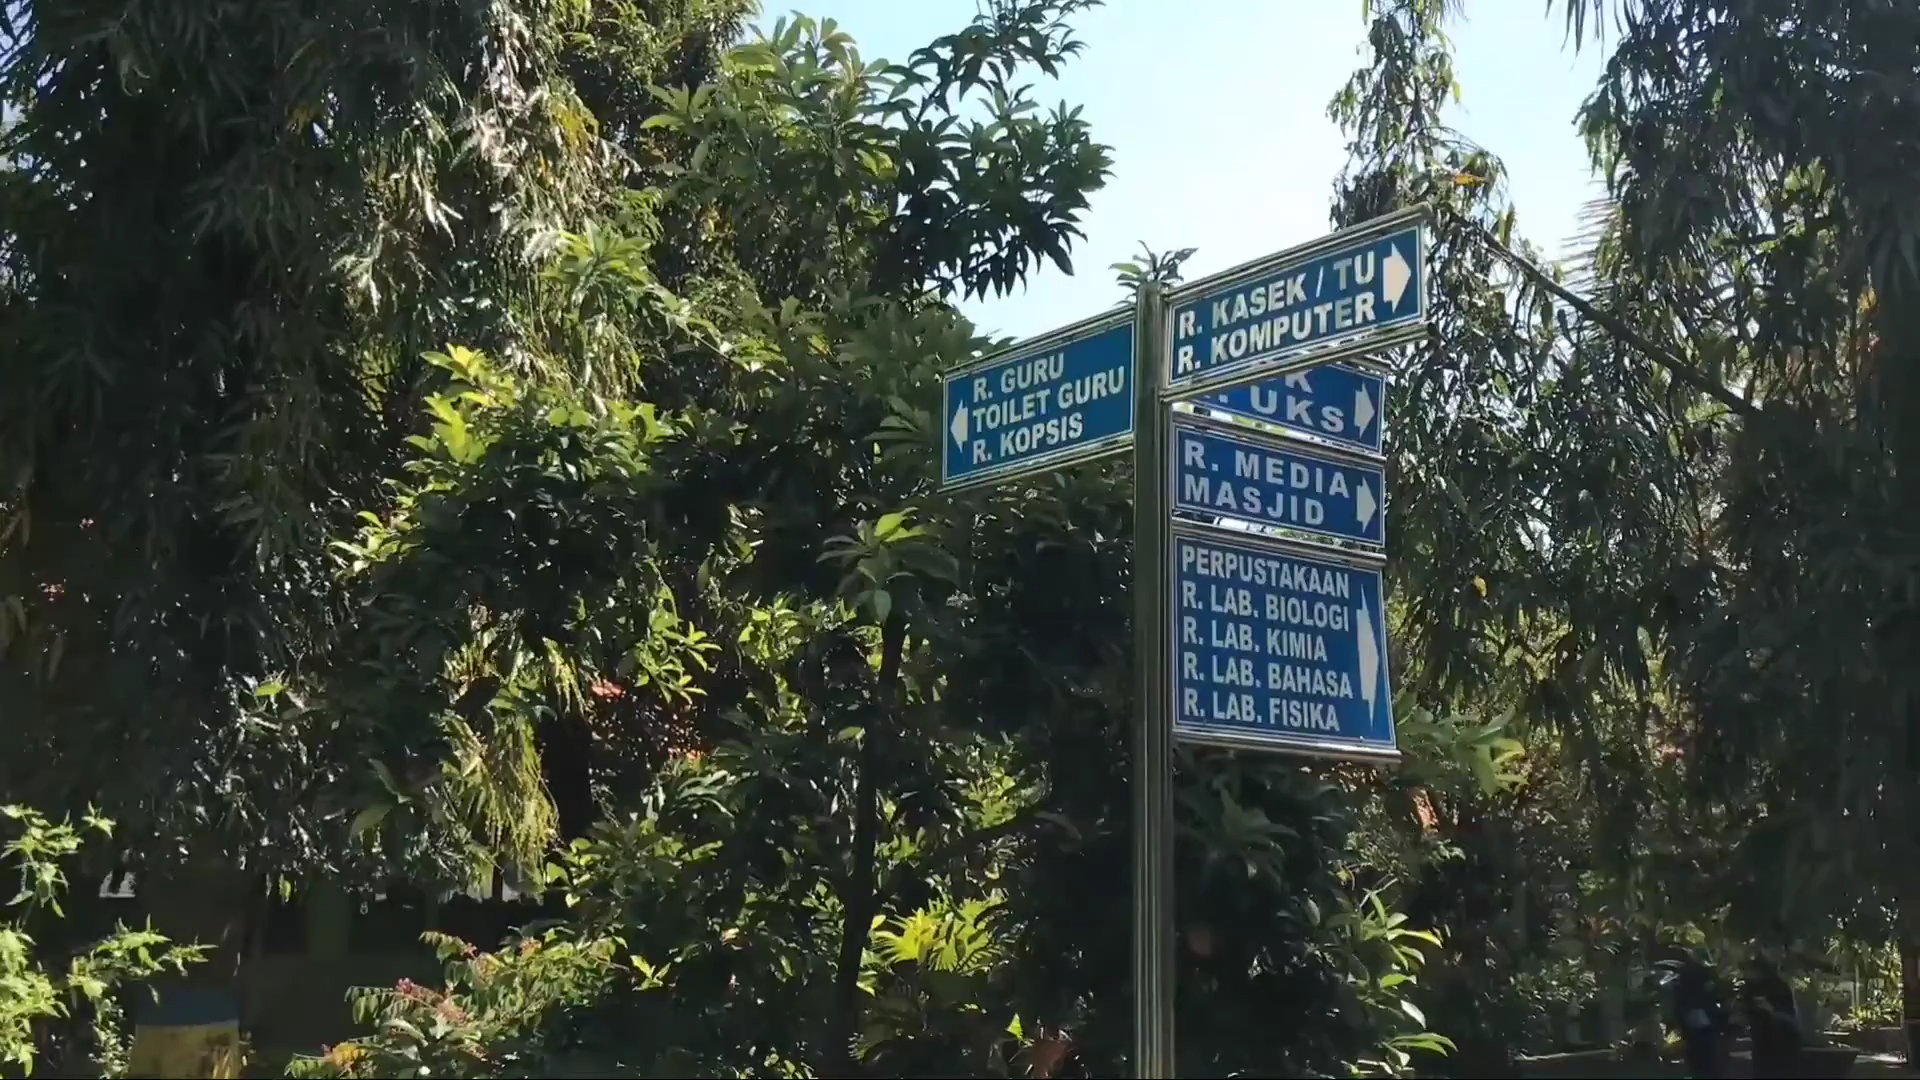 R. GURU
TOILET GURU
R. KOPSIS
R. KASEK / TU
R. KOMPUTER
UKS
R. MEDIA
MASJID
PERPUSTAKAAN
R. LAB. BIOLOGI
R. LAB. KIMIA
R. LAB. BAHASA
R. LAB. FISIKA